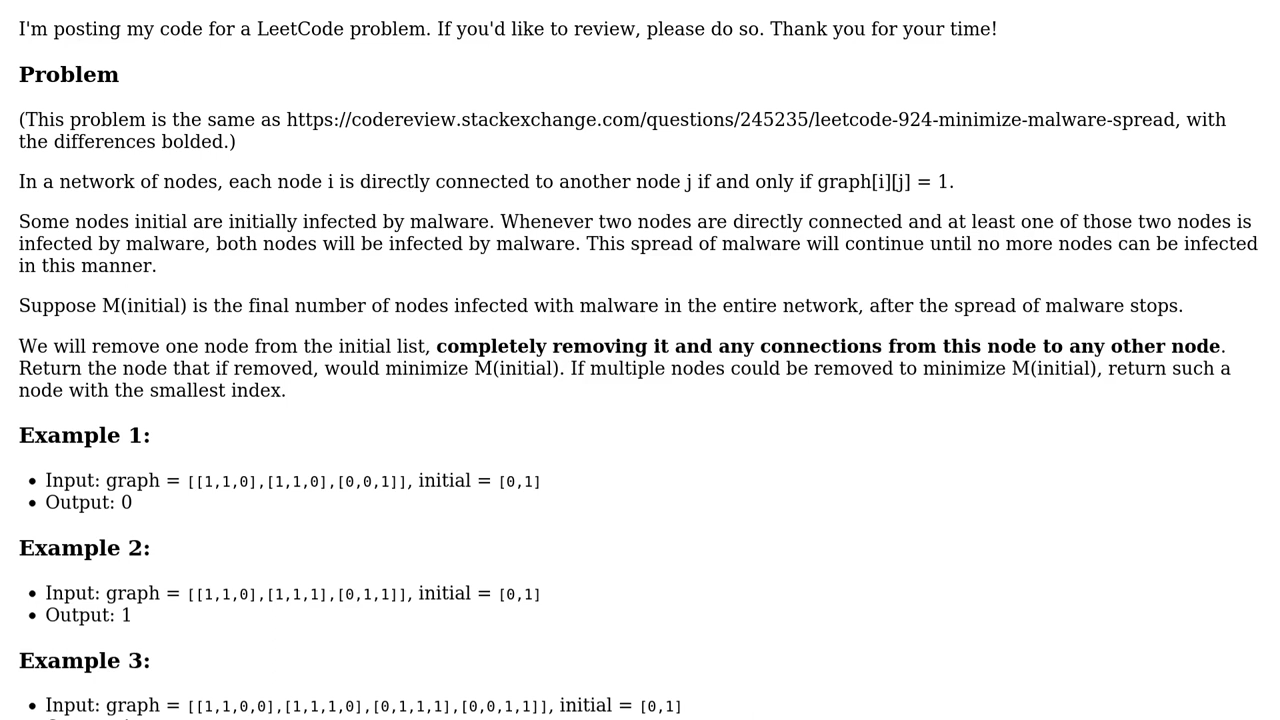 I'm posting my code for a LeetCode problem. If you'd like to review, please do so. Thank you for your time!
Problem
(This problem is the same as https://codereview.stackexchange.com/questions/245235/leetcode-924-minimize-malware-spread, with
the differences bolded.)
In a network of nodes, each node i is directly connected to another node j if and only if graph[i][j] = 1.
Some nodes initial are initially infected by malware. Whenever two nodes are directly connected and at least one of those two nodes is
infected by malware, both nodes will be infected by malware. This spread of malware will continue until no more nodes can be infected
in this manner.
Suppose M(initial) is the final number of nodes infected with malware in the entire network, after the spread of malware stops.
We will remove one node from the initial list, completely removing it and any connections from this node to any other node.
Return the node that if removed, would minimize M(initial). If multiple nodes could be removed to minimize M(initial), return such a
node with the smallest index.
Example 1:
• Input: graph = [[1,1,0],[1,1,0],[0,0,1]], initial = [0,1]
• Output: 0
Example 2:
• Input: graph = [[1,1,0],[1,1,1],[0,1,1]], initial = [0,1]
• Output: 1
Example 3:
• Input: graph = [[1,1,0,0],[1,1,1,0],[0,1,1,1],[0,0,1,1]], initial = [0,1]